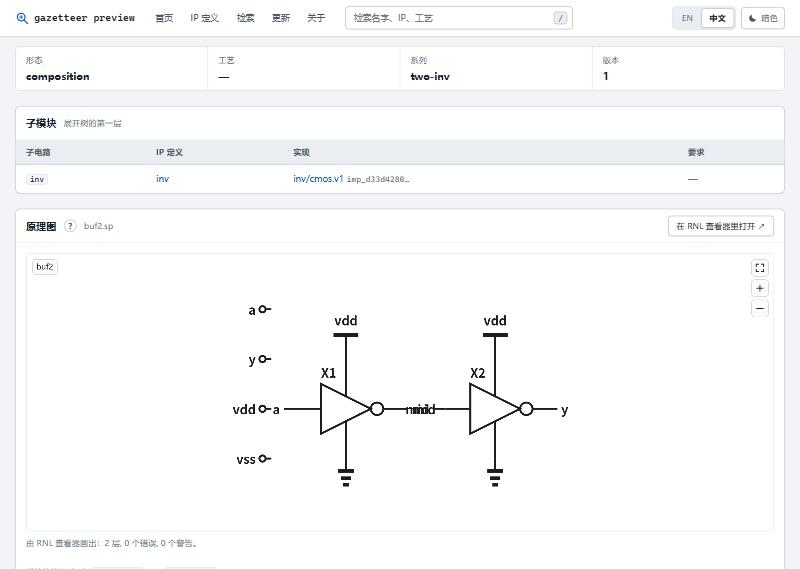 gazetteer preview 首页 IP 定义 检索 更新 关于 检索名字、IP、工艺 / EN 中文 暗色
形态 工艺 系列 版本
composition — two-inv 1
子模块 展开树的第一层
子电路 IP 定义 实现 要求
inv inv inv/cmos.v1 imp_d33d4280… —
原理图 ? buf2.sp 在 RNL 查看器里打开 ↗
buf2
a
vdd vdd
y
X1 X2
vdd a mid mid y
vss
由 RNL 查看器画出：2 层, 0 个错误, 0 个警告。